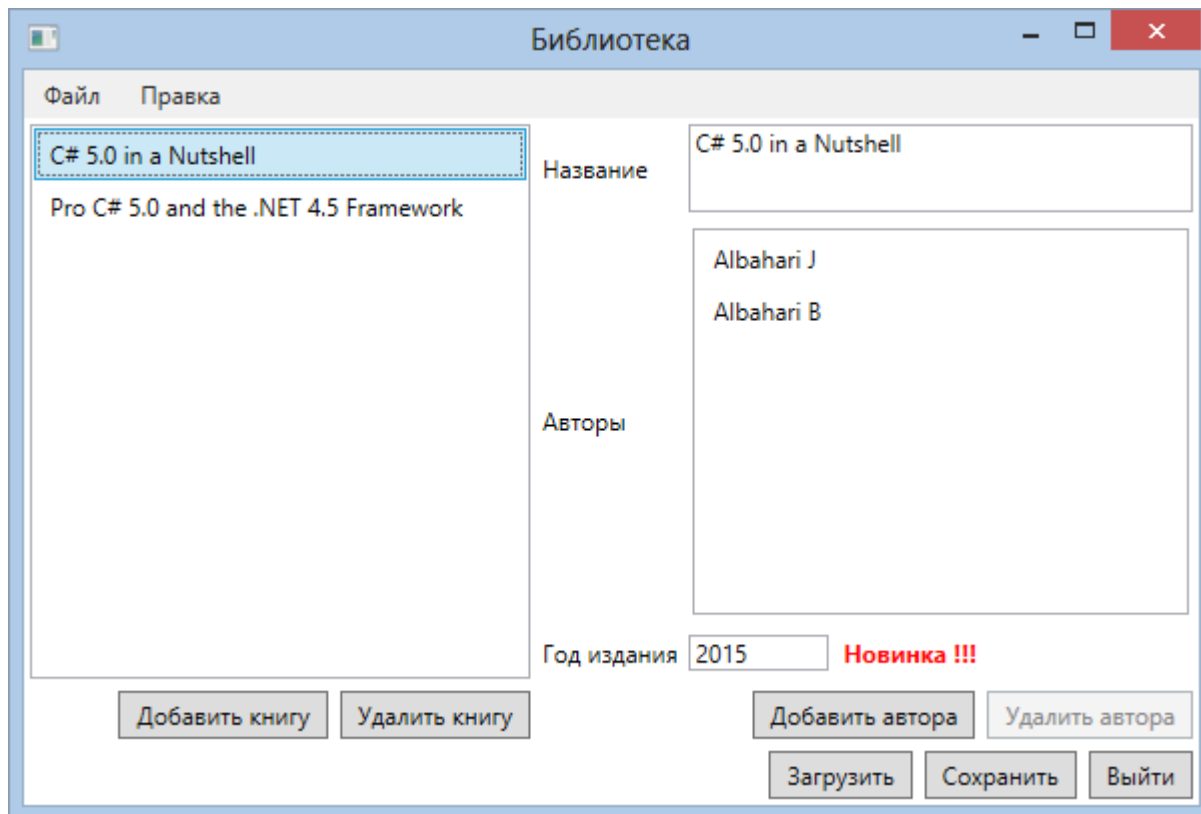 Библиотека
Файл Правка
C# 5.0 in a Nutshell
Pro C# 5.0 and the .NET 4.5 Framework
Название
C# 5.0 in a Nutshell
Авторы
Albahari J
Albahari B
Год издания 2015 Новинка !!!
Добавить книгу Удалить книгу Добавить автора Удалить автора
Загрузить Сохранить Выйти